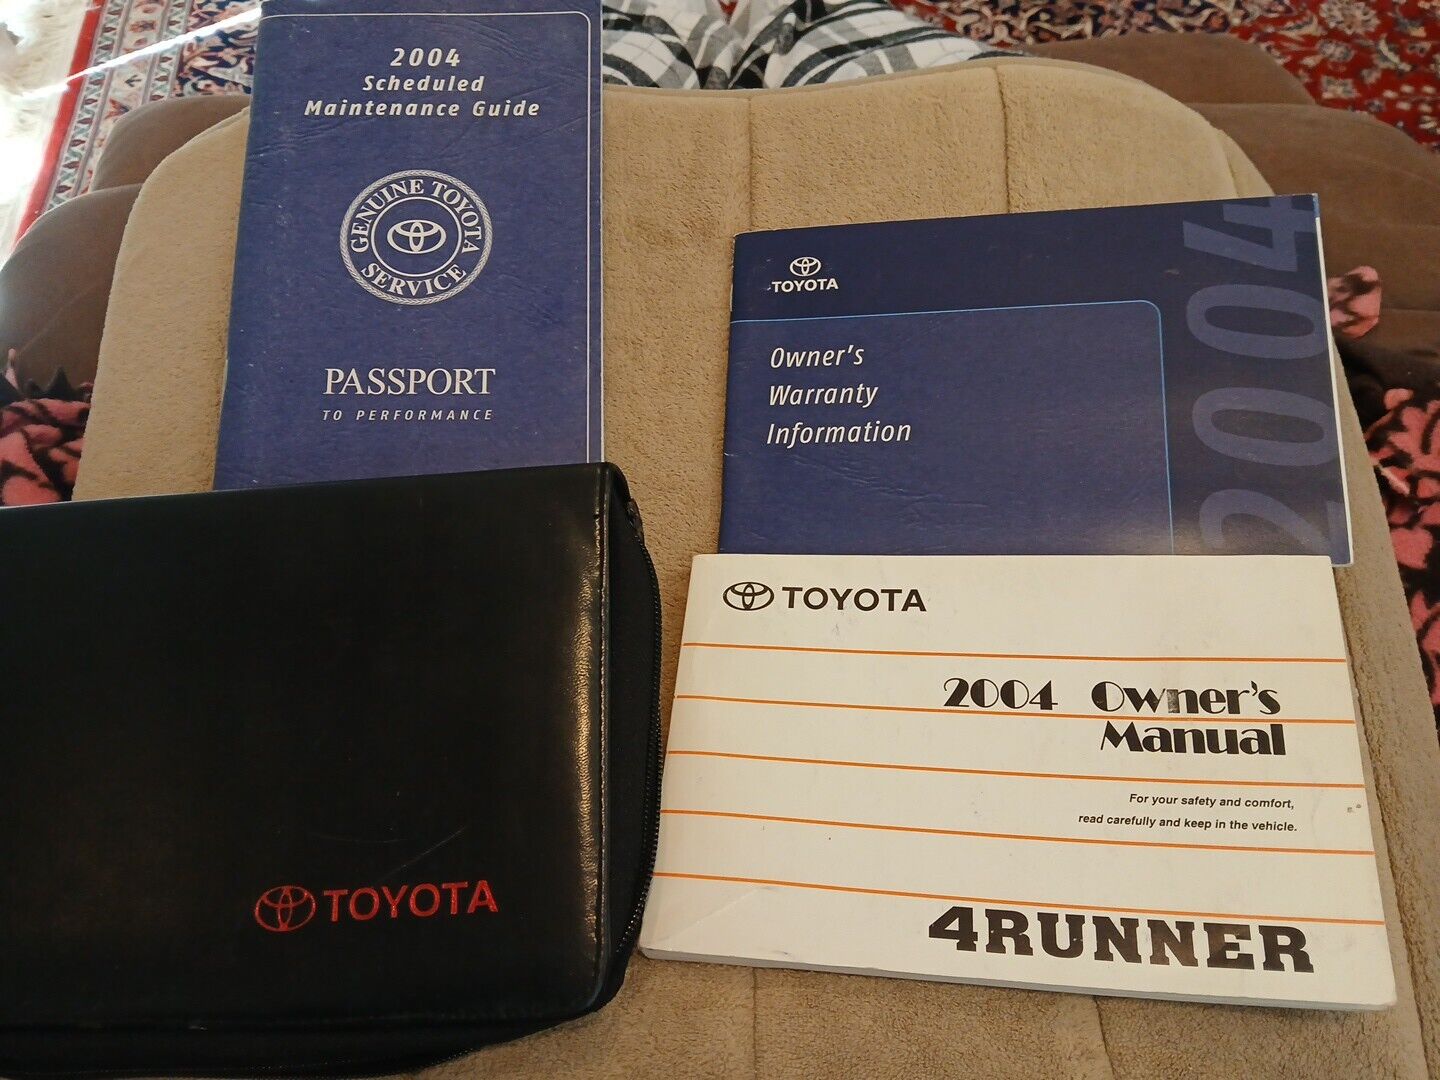 2004
Scheduled
Maintenance Guide
GENUINE TOYOTA
SERVICE
PASSPORT
TO PERFORMANCE
TOYOTA
Owner's
Warranty
Information
2004
TOYOTA
2004 Owner's
Manual
For your safety and comfort,
read carefully and keep in the vehicle.
4RUNNER
TOYOTA